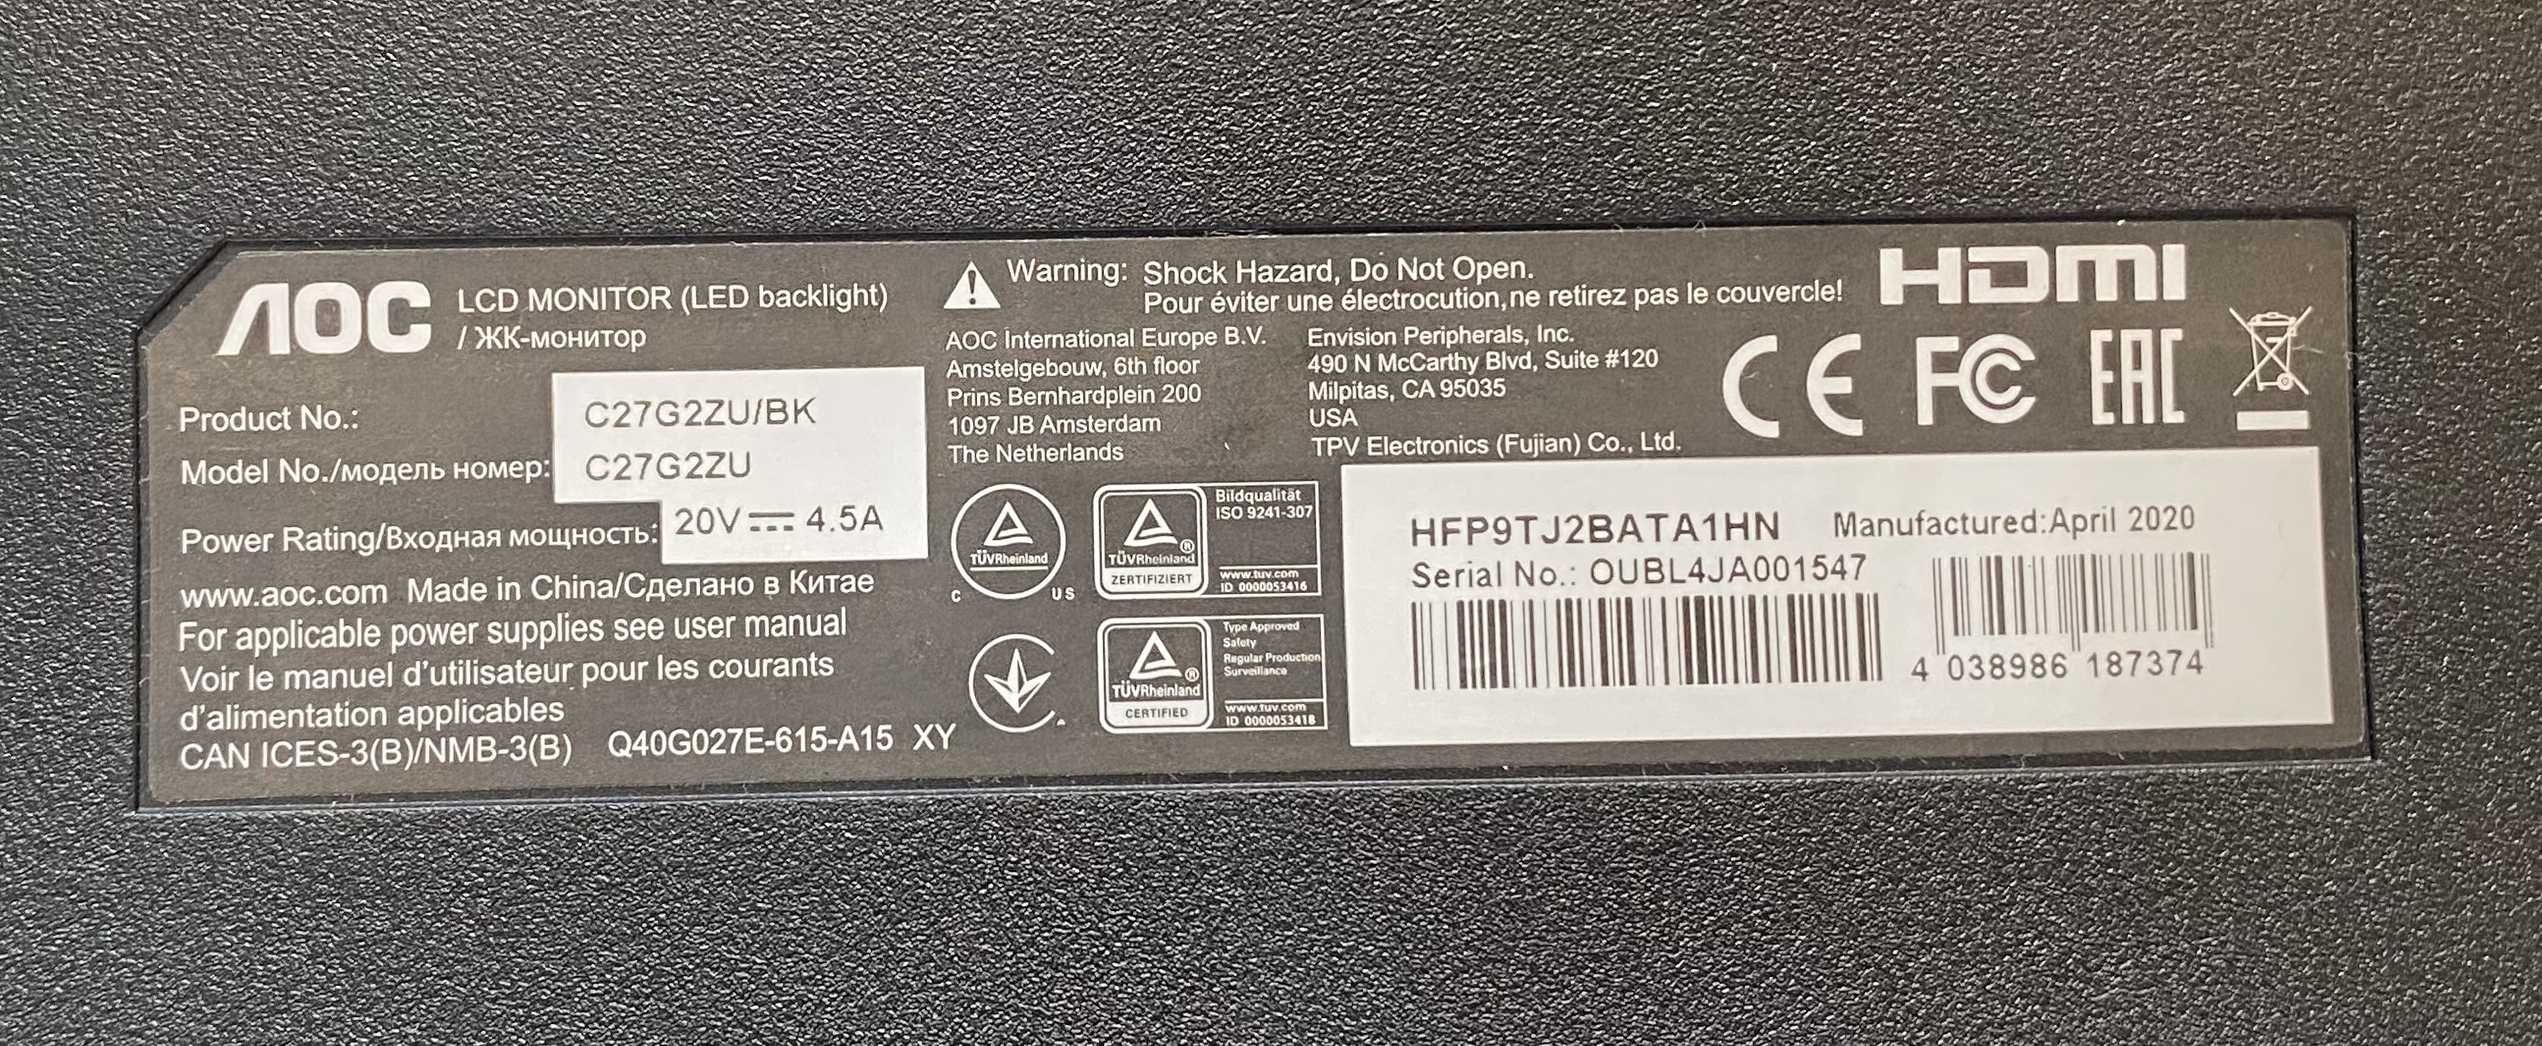 AOC LCD MONITOR (LED backlight)
/ ЖК-монитор
Product No.: C27G2ZU/BK
Model No./модель номер: C27G2ZU
Power Rating/Входная мощность: 20V 4.5A
www.aoc.com Made in China/Сделано в Китае
For applicable power supplies see user manual
Voir le manuel d'utilisateur pour les courants
d'alimentation applicables
CAN ICES-3(B)/NMB-3(B) Q40G027E-615-A15 XY
Warning: Shock Hazard, Do Not Open.
Pour éviter une électrocution,ne retirez pas le couvercle!
AOC International Europe B.V.
Amstelgebouw, 6th floor
Prins Bernhardplein 200
1097 JB Amsterdam
The Netherlands
Envision Peripherals, Inc.
490 N McCarthy Blvd, Suite #120
Milpitas, CA 95035
USA
TPV Electronics (Fujian) Co., Ltd.
HDMI
CE FC EAC
TÜVRheinland
C US
TÜVRheinland®
ZERTIFIZIERT
Bildqualität
ISO 9241-307
www.tuv.com
ID 0000053416
TÜVRheinland®
CERTIFIED
Type Approved
Safety
Regular Production
Surveillance
www.tuv.com
ID 0000053418
HFP9TJ2BATA1HN Manufactured:April 2020
Serial No.: OUBL4JA001547
4 038986 187374